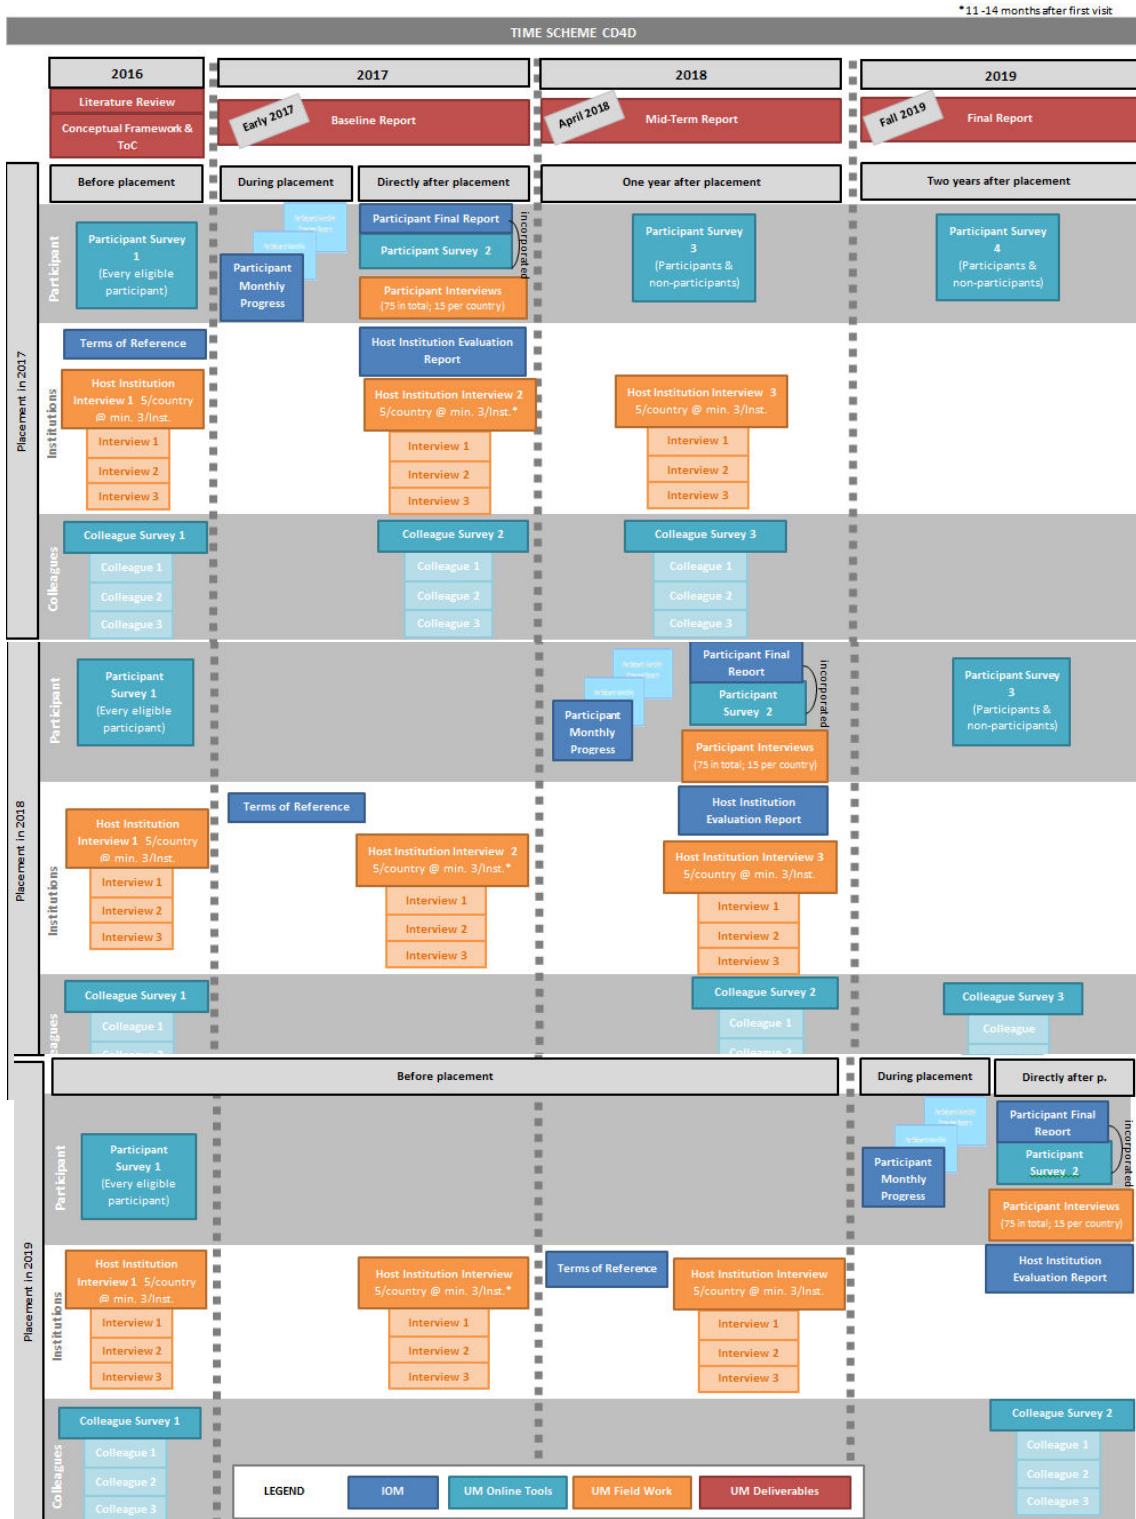 *11 -14 months after first visit
TIME SCHEME CD4D
2016
2017
2018
2019
Literature Review
Conceptual Framework &
ToC
Early 2017
Baseline Report
April 2018
Mid-Term Report
Fall 2019
Final Report
Before placement
During placement
Directly after placement
One year after placement
Two years after placement
Placement in 2017
Participant
Participant Survey
1
(Every eligible
participant)
Participant
Monthly
Progress
Participant Final Report
Participant Survey 2
incorporated
Participant Interviews
(75 in total; 15 per country)
Participant Survey
3
(Participants &
non-participants)
Participant Survey
4
(Participants &
non-participants)
Institutions
Terms of Reference
Host Institution
Interview 1 5/country
@ min. 3/Inst.
Interview 1
Interview 2
Interview 3
Host Institution Evaluation
Report
Host Institution Interview 2
5/country @ min. 3/Inst.*
Interview 1
Interview 2
Interview 3
Host Institution Interview 3
5/country @ min. 3/Inst.
Interview 1
Interview 2
Interview 3
Colleagues
Colleague Survey 1
Colleague 1
Colleague 2
Colleague 3
Colleague Survey 2
Colleague 1
Colleague 2
Colleague 3
Colleague Survey 3
Colleague 1
Colleague 2
Colleague 3
Placement in 2018
Participant
Participant
Survey 1
(Every eligible
participant)
Participant
Monthly
Progress
Participant Final
Report
Participant
Survey 2
incorporated
Participant Interviews
(75 in total; 15 per country)
Participant Survey
3
(Participants &
non-participants)
Institutions
Host Institution
Interview 1 5/country
@ min. 3/Inst.
Interview 1
Interview 2
Interview 3
Terms of Reference
Host Institution Interview 2
5/country @ min. 3/Inst.*
Interview 1
Interview 2
Interview 3
Host Institution
Evaluation Report
Host Institution Interview 3
5/country @ min. 3/Inst.
Interview 1
Interview 2
Interview 3
eagues
Colleague Survey 1
Colleague 1
Colleague Survey 2
Colleague 1
Colleague 2
Colleague Survey 3
Colleague
Before placement
During placement
Directly after p.
Placement in 2019
Participant
Participant
Survey 1
(Every eligible
participant)
Participant
Monthly
Progress
Participant Final
Report
Participant
Survey 2
incorporated
Participant Interviews
(75 in total; 15 per country)
Institutions
Host Institution
Interview 1 5/country
@ min. 3/Inst.
Interview 1
Interview 2
Interview 3
Host Institution Interview
5/country @ min. 3/Inst.*
Interview 1
Interview 2
Interview 3
Terms of Reference
Host Institution Interview
5/country @ min. 3/Inst.
Interview 1
Interview 2
Interview 3
Host Institution
Evaluation Report
Colleagues
Colleague Survey 1
Colleague 1
Colleague 2
Colleague 3
Colleague Survey 2
Colleague 1
Colleague 2
Colleague 3
LEGEND
IOM
UM Online Tools
UM Field Work
UM Deliverables